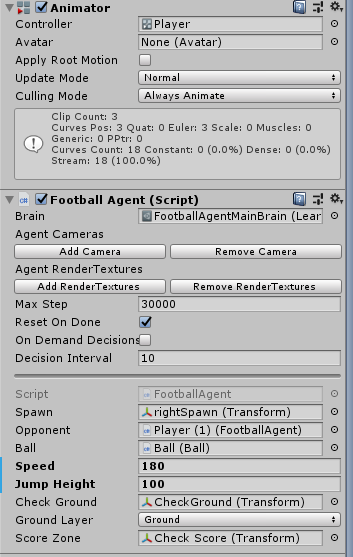 Animator
Controller Player
Avatar None (Avatar)
Apply Root Motion
Update Mode Normal
Culling Mode Always Animate
Clip Count: 3
Curves Pos: 3 Quat: 0 Euler: 3 Scale: 0 Muscles: 0
Generic: 0 PPtr: 0
Curves Count: 18 Constant: 0 (0.0%) Dense: 0 (0.0%)
Stream: 18 (100.0%)
Football Agent (Script)
Brain FootballAgentMainBrain (Lear
Agent Cameras
Add Camera Remove Camera
Agent RenderTextures
Add RenderTextures Remove RenderTextures
Max Step 30000
Reset On Done
On Demand Decisions
Decision Interval 10
Script FootballAgent
Spawn rightSpawn (Transform)
Opponent Player (1) (FootballAgent)
Ball Ball (Ball)
Speed 180
Jump Height 100
Check Ground CheckGround (Transform)
Ground Layer Ground
Score Zone Check Score (Transform)